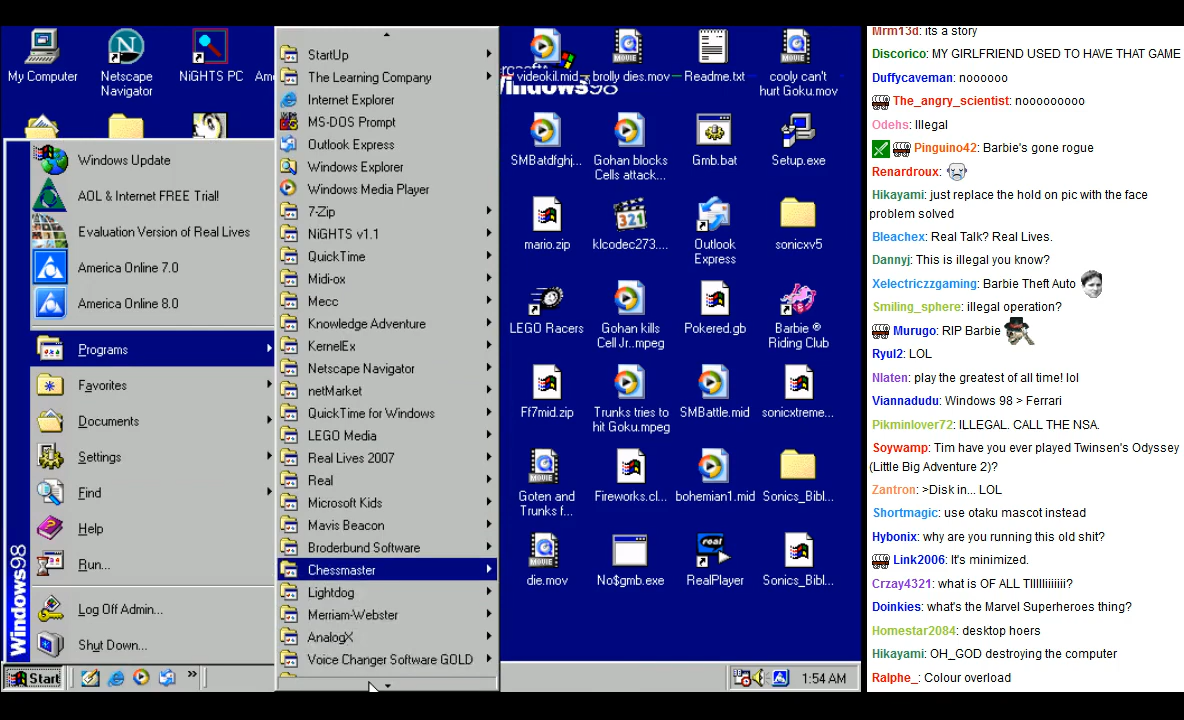 My Computer
Netscape
Navigator
NiGHTS PC
Windows Update
AOL & Internet FREE Trial!
Evaluation Version of Real Lives
America Online 7.0
America Online 8.0
Programs
Favorites
Documents
Settings
Find
Help
Run...
Log Off Admin...
Shut Down...
Windows98
Start
StartUp
The Learning Company
Internet Explorer
MS-DOS Prompt
Outlook Express
Windows Explorer
Windows Media Player
7-Zip
NiGHTS v1.1
QuickTime
Midi-ox
Mecc
Knowledge Adventure
KernelEx
Netscape Navigator
netMarket
QuickTime for Windows
LEGO Media
Real Lives 2007
Real
Microsoft Kids
Mavis Beacon
Broderbund Software
Chessmaster
Lightdog
Merriam-Webster
AnalogX
Voice Changer Software GOLD
videokil.mid
brolly dies.mov
Readme.txt
cooly can't
hurt Goku.mov
Windows98
SMBatdfghj...
Gohan blocks
Cells attack...
Gmb.bat
Setup.exe
mario.zip
klcodec273....
Outlook
Express
sonicxv5
LEGO Racers
Gohan kills
Cell Jr..mpeg
Pokered.gb
Barbie ®
Riding Club
Ff7mid.zip
Trunks tries to
hit Goku.mpeg
SMBattle.mid
sonicxtreme...
Goten and
Trunks f...
Fireworks.cl...
bohemian1.mid
Sonics_Bibl...
die.mov
No$gmb.exe
RealPlayer
Sonics_Bibl...
1:54 AM
Mrm13d: its a story
Discorico: MY GIRLFRIEND USED TO HAVE THAT GAME
Duffycaveman: noooooo
The_angry_scientist: nooooooooo
Odehs: Illegal
Pinguino42: Barbie's gone rogue
Renardroux:
Hikayami: just replace the hold on pic with the face
problem solved
Bleachex: Real Talk? Real Lives.
Dannyj: This is illegal you know?
Xelectriczzgaming: Barbie Theft Auto
Smiling_sphere: illegal operation?
Murugo: RIP Barbie
Ryul2: LOL
Nlaten: play the greatest of all time! lol
Viannadudu: Windows 98 > Ferrari
Pikminlover72: ILLEGAL. CALL THE NSA.
Soywamp: Tim have you ever played Twinsen's Odyssey
(Little Big Adventure 2)?
Zantron: >Disk in... LOL
Shortmagic: use otaku mascot instead
Hybonix: why are you running this old shit?
Link2006: It's minimized.
Crzay4321: what is OF ALL TIIIIIIIIIII?
Doinkies: what's the Marvel Superheroes thing?
Homestar2084: desktop hoers
Hikayami: OH_GOD destroying the computer
Ralphe_: Colour overload